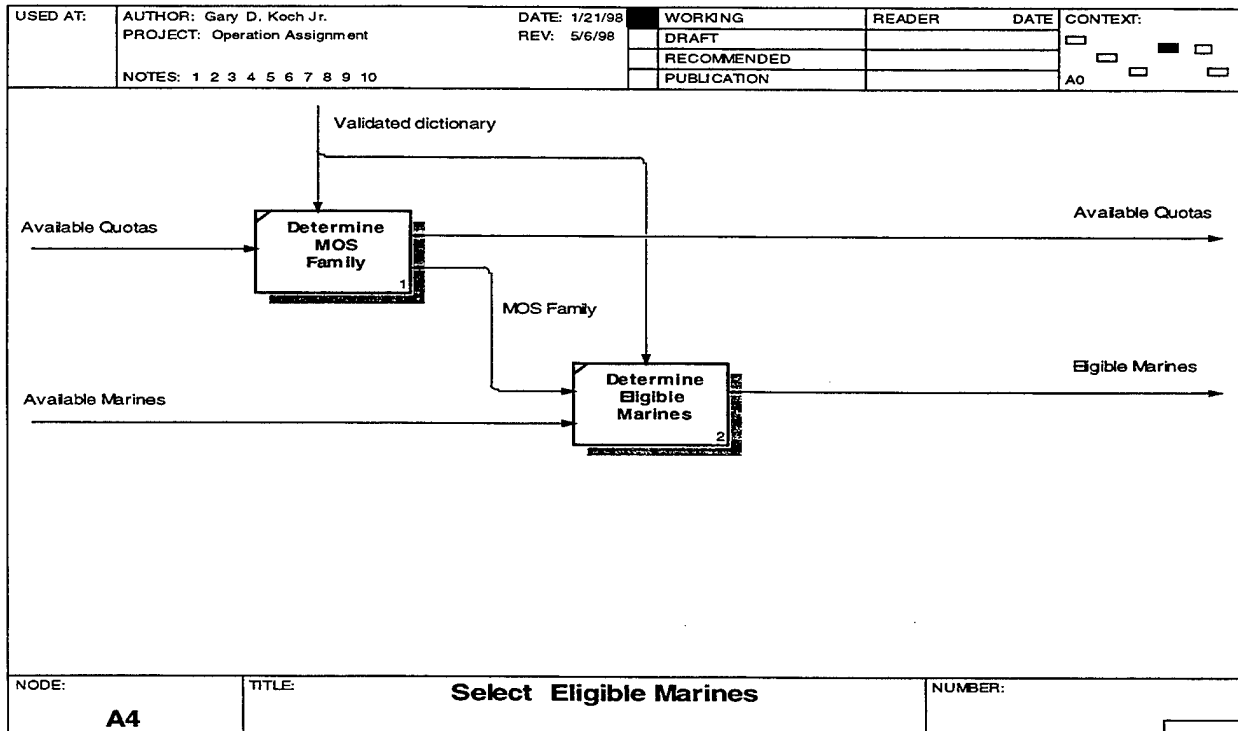 USED AT:
AUTHOR: Gary D. Koch Jr.
DATE: 1/21/98
PROJECT: Operation Assignment
REV: 5/6/98
NOTES: 1 2 3 4 5 6 7 8 9 10
WORKING
DRAFT
RECOMMENDED
PUBLICATION
READER
DATE
CONTEXT:
A0
Validated dictionary
Available Quotas
Determine
MOS
Family
1
Available Quotas
MOS Family
Available Marines
Determine
Eligible
Marines
2
Eligible Marines
NODE:
A4
TITLE:
Select Eligible Marines
NUMBER: